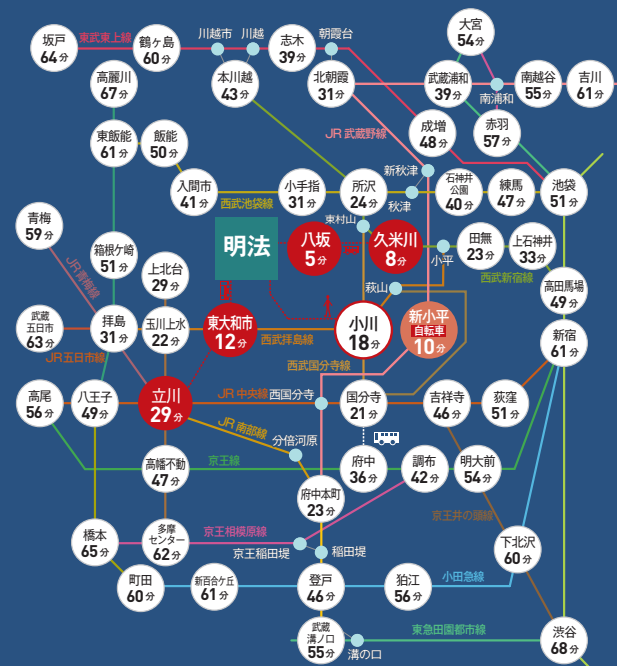 大宮
54分
坂戸
64分
東武東上線
鶴ヶ島
60分
川越市
川越
志木
39分
朝霞台
高麗川
67分
本川越
43分
北朝霞
31分
武蔵浦和
39分
南浦和
南越谷
55分
吉川
61分
JR 武蔵野線
成増
48分
赤羽
57分
東飯能
61分
飯能
50分
新秋津
入間市
41分
西武池袋線
小手指
31分
所沢
24分
秋津
石神井
公園
40分
練馬
47分
池袋
51分
青梅
59分
JR青梅線
東村山
明法
八坂
5分
久米川
8分
小平
田無
23分
上石神井
33分
西武新宿線
箱根ケ崎
51分
上北台
29分
萩山
高田馬場
49分
武蔵
五日市
63分
JR五日市線
拝島
31分
玉川上水
22分
東大和市
12分
西武拝島線
小川
18分
新小平
自転車
10分
新宿
61分
西武国分寺線
高尾
56分
八王子
49分
立川
29分
JR 中央線
西国分寺
国分寺
21分
吉祥寺
46分
荻窪
51分
JR 南部線
分倍河原
京王線
高幡不動
47分
府中
36分
調布
42分
明大前
54分
府中本町
23分
京王井の頭線
橋本
65分
多摩
センター
62分
京王相模原線
京王稲田堤
稲田堤
下北沢
60分
町田
60分
新百合ケ丘
61分
登戸
46分
狛江
56分
小田急線
武蔵
溝ノ口
55分
溝の口
東急田園都市線
渋谷
68分